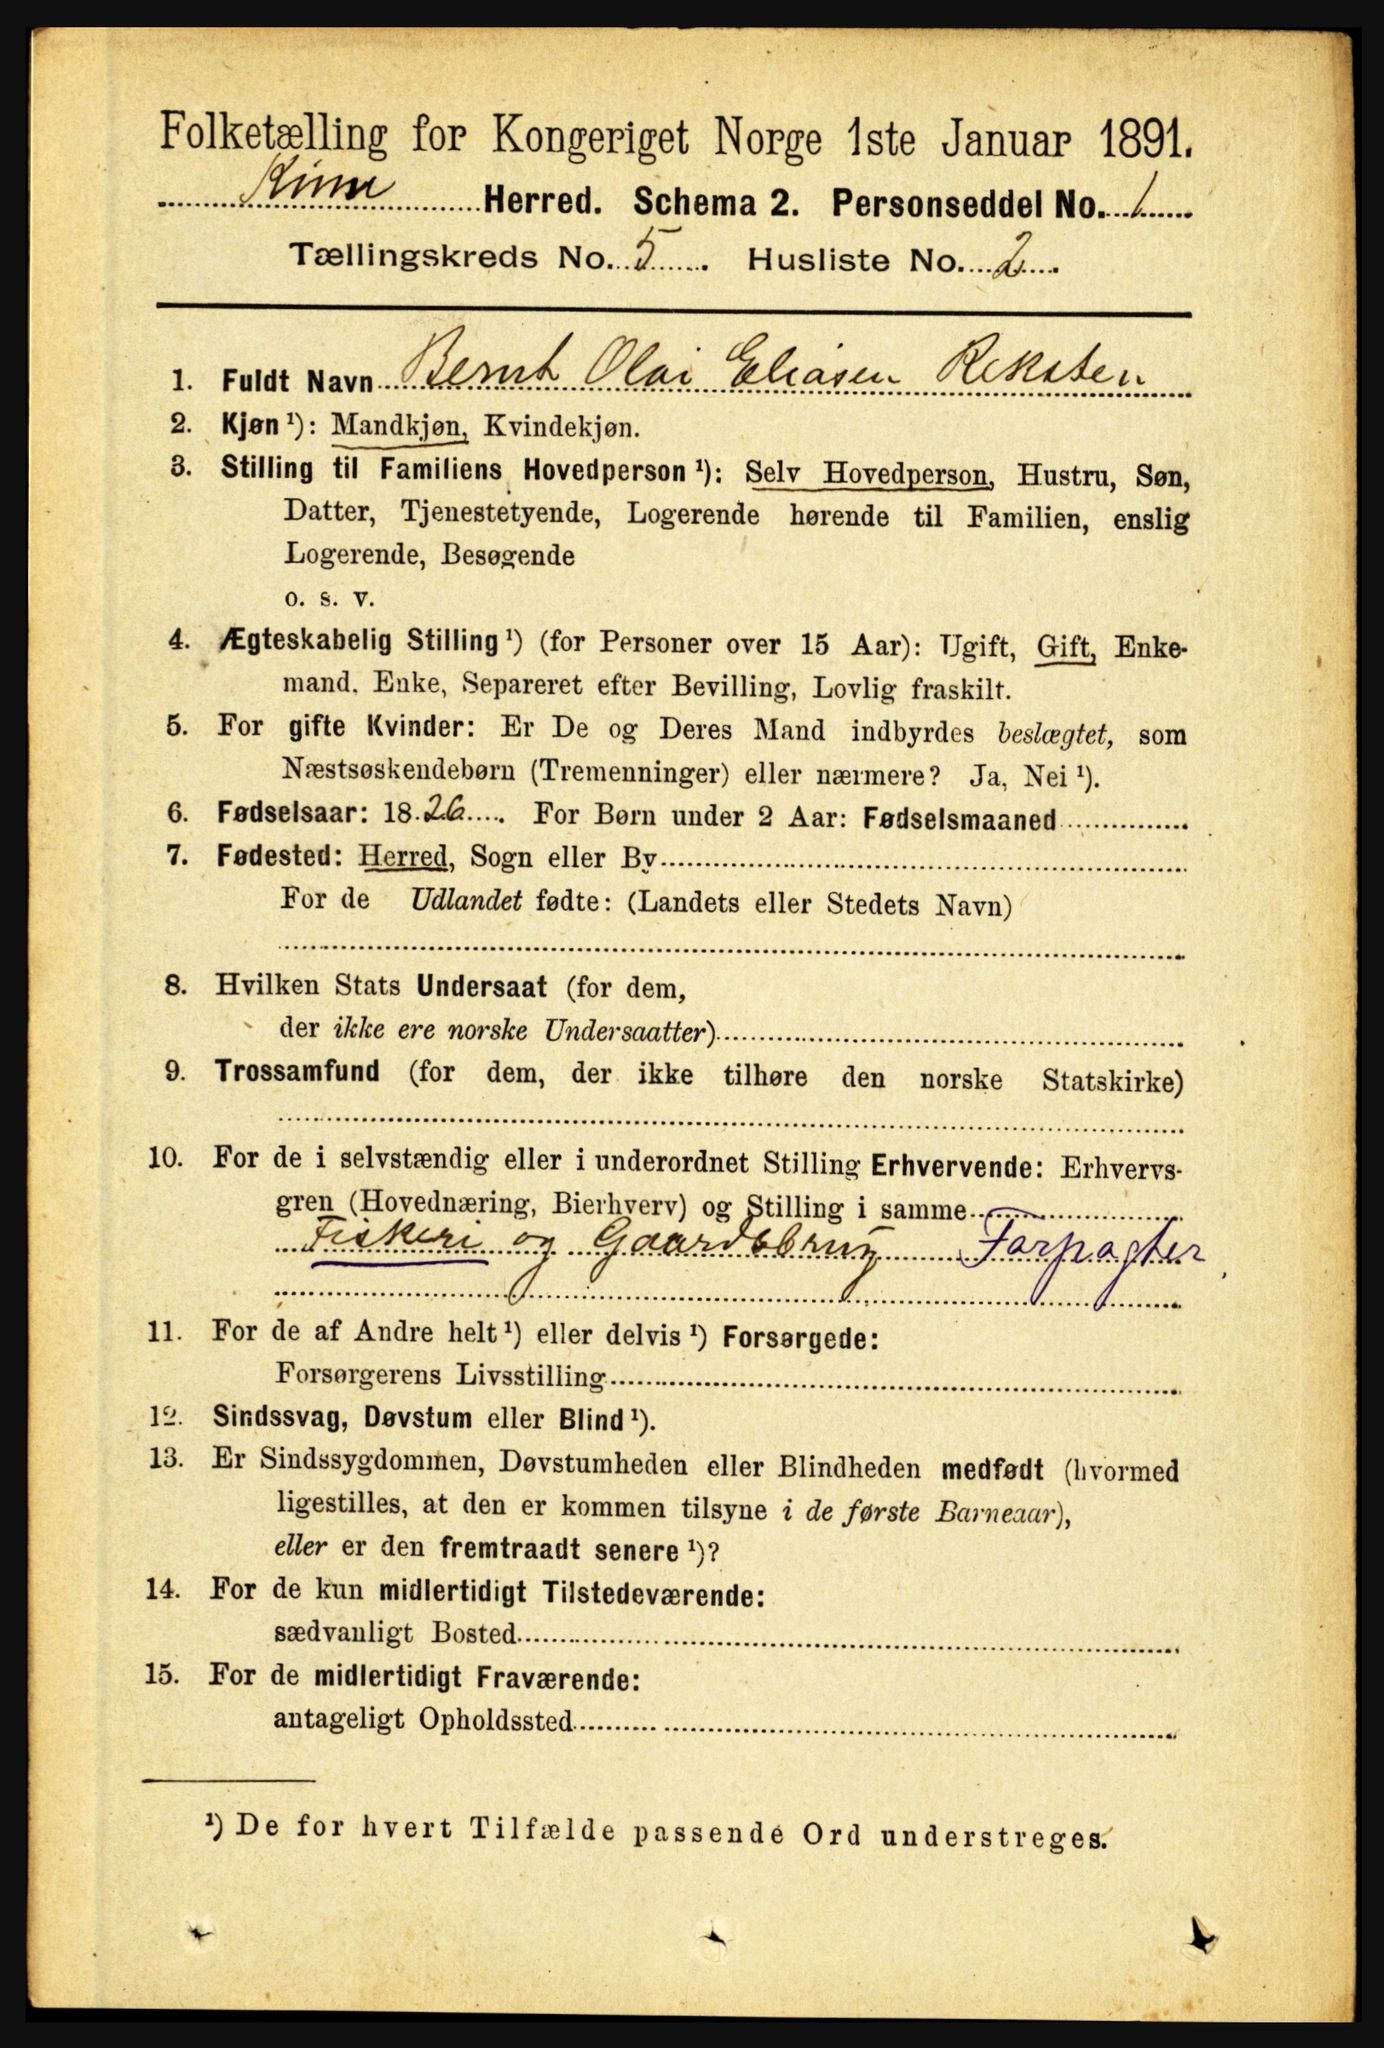 Folketælling for Kongeriget Norge 1ste Januar 1891.
Kinn Herred. Schema 2. Personseddel No. 1
Tællingskreds No. 5 Husliste No. 2
1. Fuldt Navn Bernt Olai Eliasen Reksten
2. Kjøn ¹): Mandkjøn, Kvindekjøn.
3. Stilling til Familiens Hovedperson ¹): Selv Hovedperson, Hustru, Søn,
Datter, Tjenestetyende, Logerende hørende til Familien, enslig
Logerende, Besøgende
o. s. v.
4. Ægteskabelig Stilling ¹) (for Personer over 15 Aar): Ugift, Gift, Enke-
mand, Enke, Separeret efter Bevilling, Lovlig fraskilt.
5. For gifte Kvinder: Er De og Deres Mand indbyrdes beslægtet, som
Næstsøskendebørn (Tremenninger) eller nærmere? Ja, Nei ¹).
6. Fødselsaar: 1826. For Børn under 2 Aar: Fødselsmaaned
7. Fødested: Herred, Sogn eller By
For de Udlandet fødte: (Landets eller Stedets Navn)
8. Hvilken Stats Undersaat (for dem,
der ikke ere norske Undersaatter)
9. Trossamfund (for dem, der ikke tilhøre den norske Statskirke)
10. For de i selvstændig eller i underordnet Stilling Erhvervende: Erhvervs-
gren (Hovednæring, Bierhverv) og Stilling i samme
Fiskeri og Gaardsbrug Forpagter
11. For de af Andre helt ¹) eller delvis ¹) Forsørgede:
Forsørgerens Livsstilling
12. Sindssvag, Døvstum eller Blind ¹).
13. Er Sindssygdommen, Døvstumheden eller Blindheden medfødt (hvormed
ligestilles, at den er kommen tilsyne i de første Barneaar),
eller er den fremtraadt senere ¹)?
14. For de kun midlertidigt Tilstedeværende:
sædvanligt Bosted
15. For de midlertidigt Fraværende:
antageligt Opholdssted
¹) De for hvert Tilfælde passende Ord understreges.